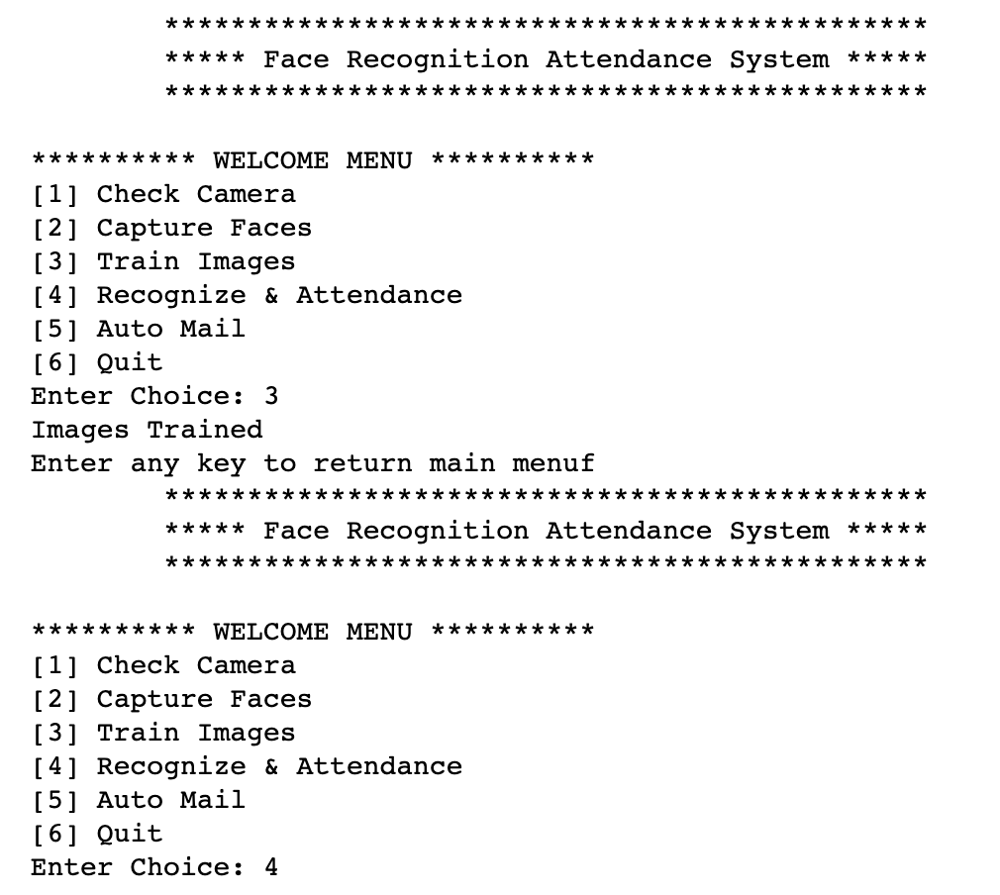 **********************************************
***** Face Recognition Attendance System *****
**********************************************
********** WELCOME MENU **********
[1] Check Camera
[2] Capture Faces
[3] Train Images
[4] Recognize & Attendance
[5] Auto Mail
[6] Quit
Enter Choice: 3
Images Trained
Enter any key to return main menuf
**********************************************
***** Face Recognition Attendance System *****
**********************************************
********** WELCOME MENU **********
[1] Check Camera
[2] Capture Faces
[3] Train Images
[4] Recognize & Attendance
[5] Auto Mail
[6] Quit
Enter Choice: 4